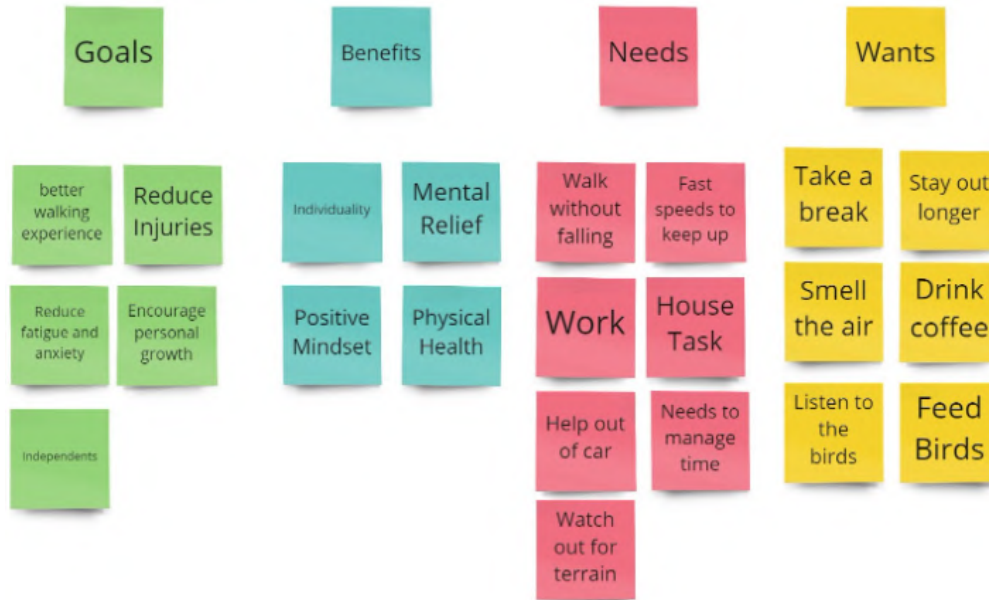 Goals
Benefits
Needs
Wants
better
walking
experience
Reduce
Injuries
Reduce
fatigue and
anxiety
Encourage
personal
growth
Independents
Individuality
Mental
Relief
Positive
Mindset
Physical
Health
Walk
without
falling
Fast
speeds to
keep up
Work
House
Task
Help out
of car
Needs to
manage
time
Watch
out for
terrain
Take a
break
Stay out
longer
Smell
the air
Drink
coffee
Listen to
the
birds
Feed
Birds